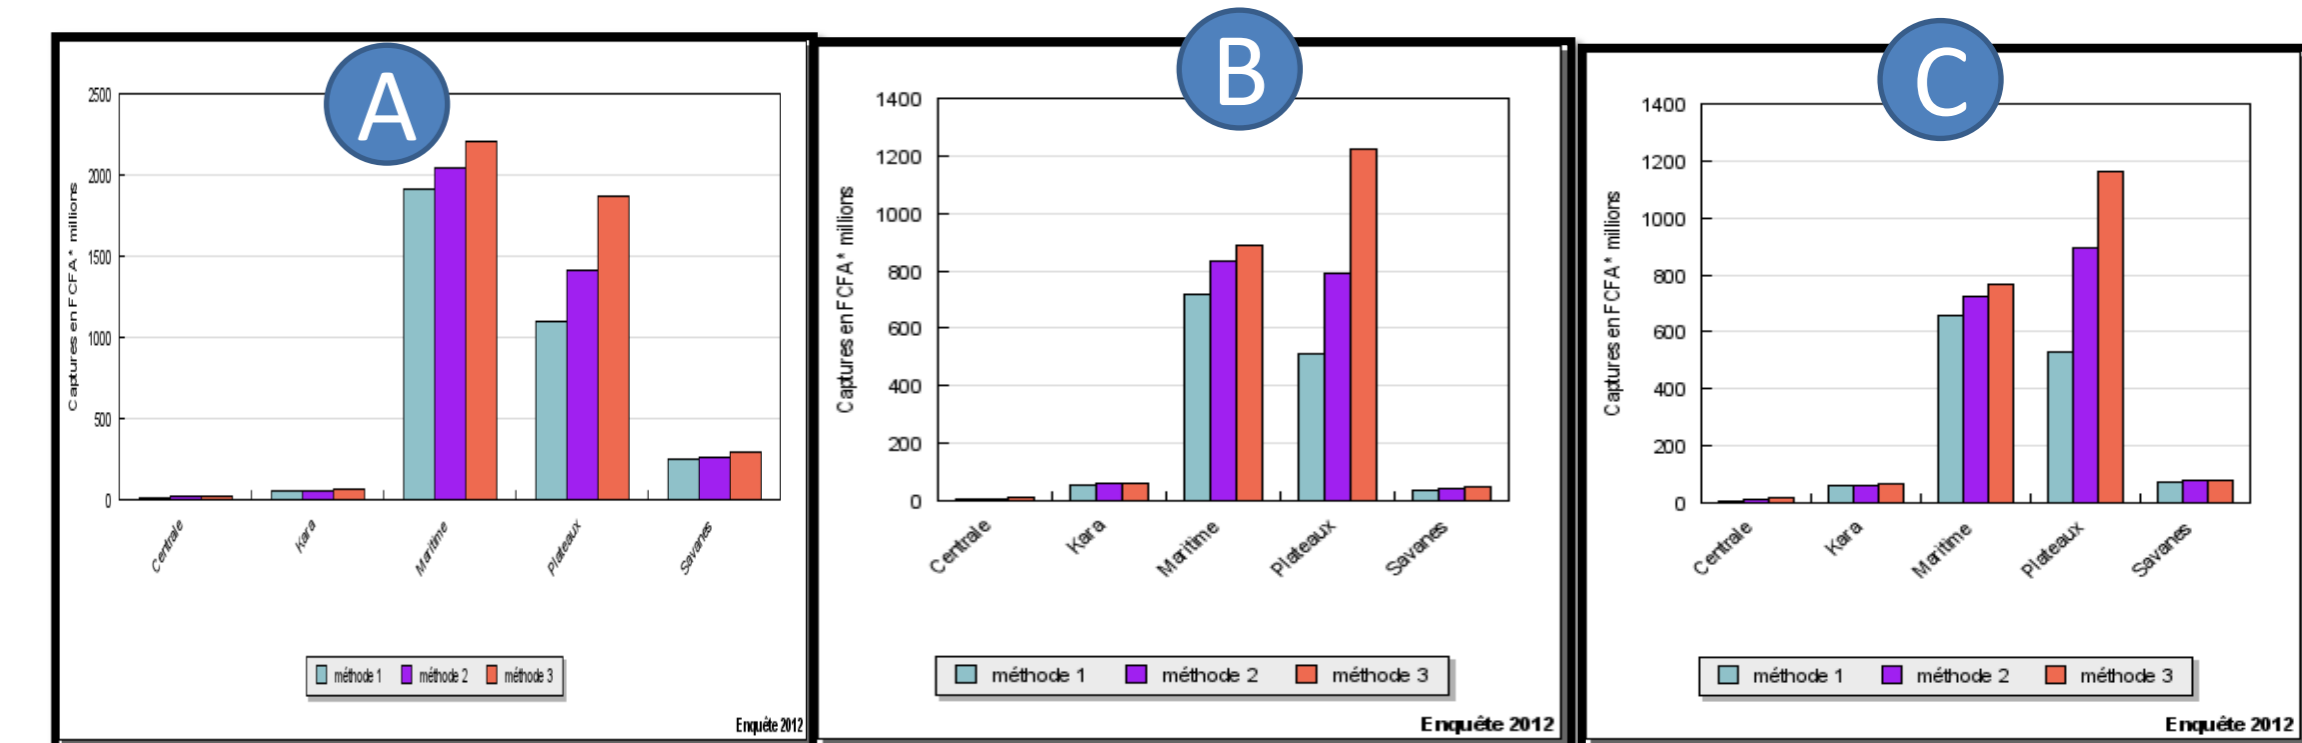 A
2500
2000
1500
1000
500
0
Captures en FCFA* millions
Centrale
Kara
Maritime
Plateaux
Savanes
méthode 1 méthode 2 méthode 3
Enquête 2012
B
1400
1200
1000
800
600
400
200
0
Captures en FCFA* millions
Centrale
Kara
Maritime
Plateaux
Savanes
méthode 1 méthode 2 méthode 3
Enquête 2012
C
1400
1200
1000
800
600
400
200
0
Captures en FCFA* millions
Centrale
Kara
Maritime
Plateaux
Savanes
méthode 1 méthode 2 méthode 3
Enquête 2012